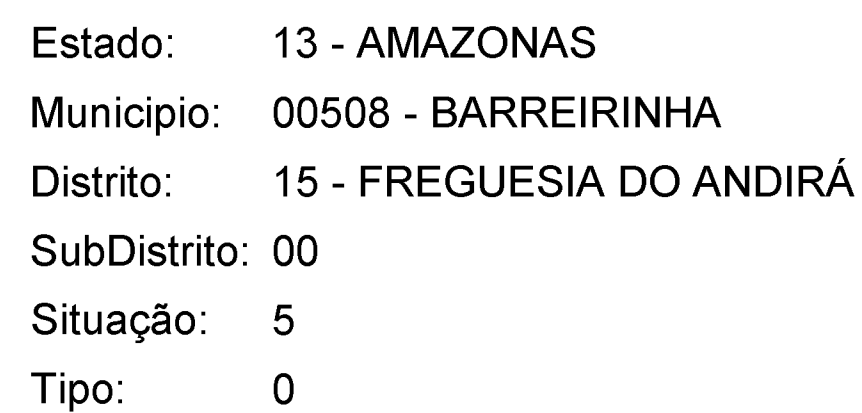 Estado: 13 - AMAZONAS
Municipio: 00508 - BARREIRINHA
Distrito: 15 - FREGUESIA DO ANDIRÁ
SubDistrito: 00
Situação: 5
Tipo: 0